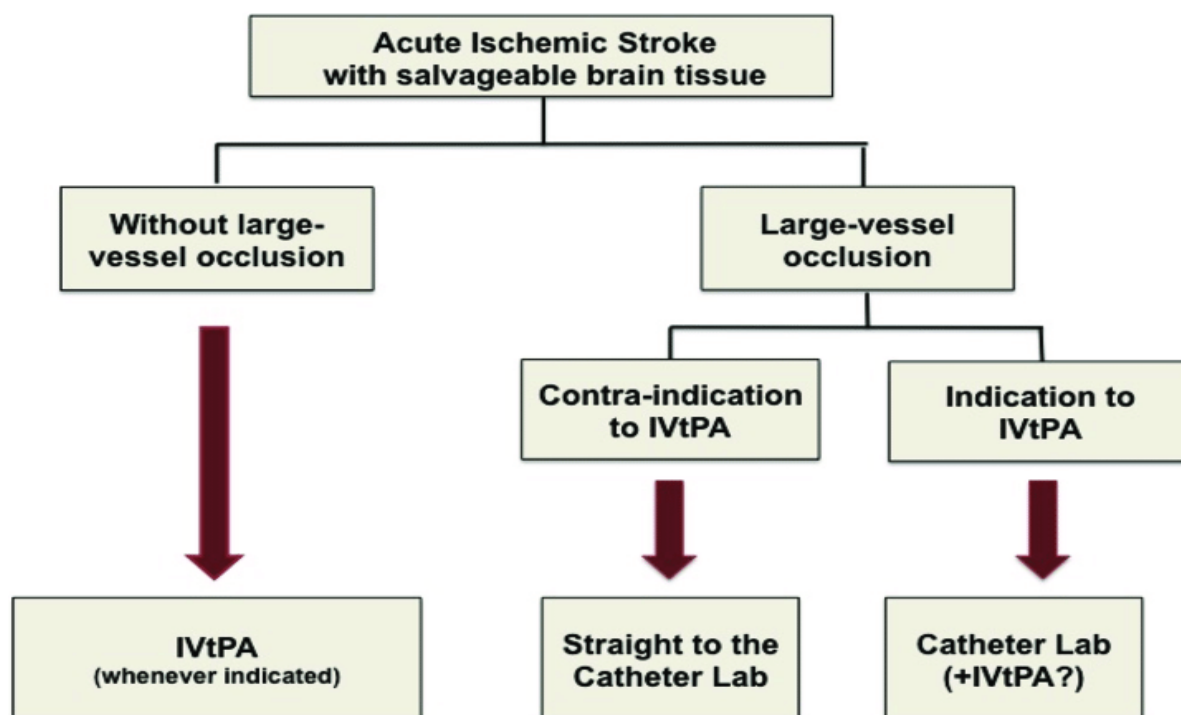 Acute Ischemic Stroke
with salvageable brain tissue
Without large-
vessel occlusion
Large-vessel
occlusion
Contra-indication
to IVtPA
Indication to
IVtPA
IVtPA
(whenever indicated)
Straight to the
Catheter Lab
Catheter Lab
(+IVtPA?)